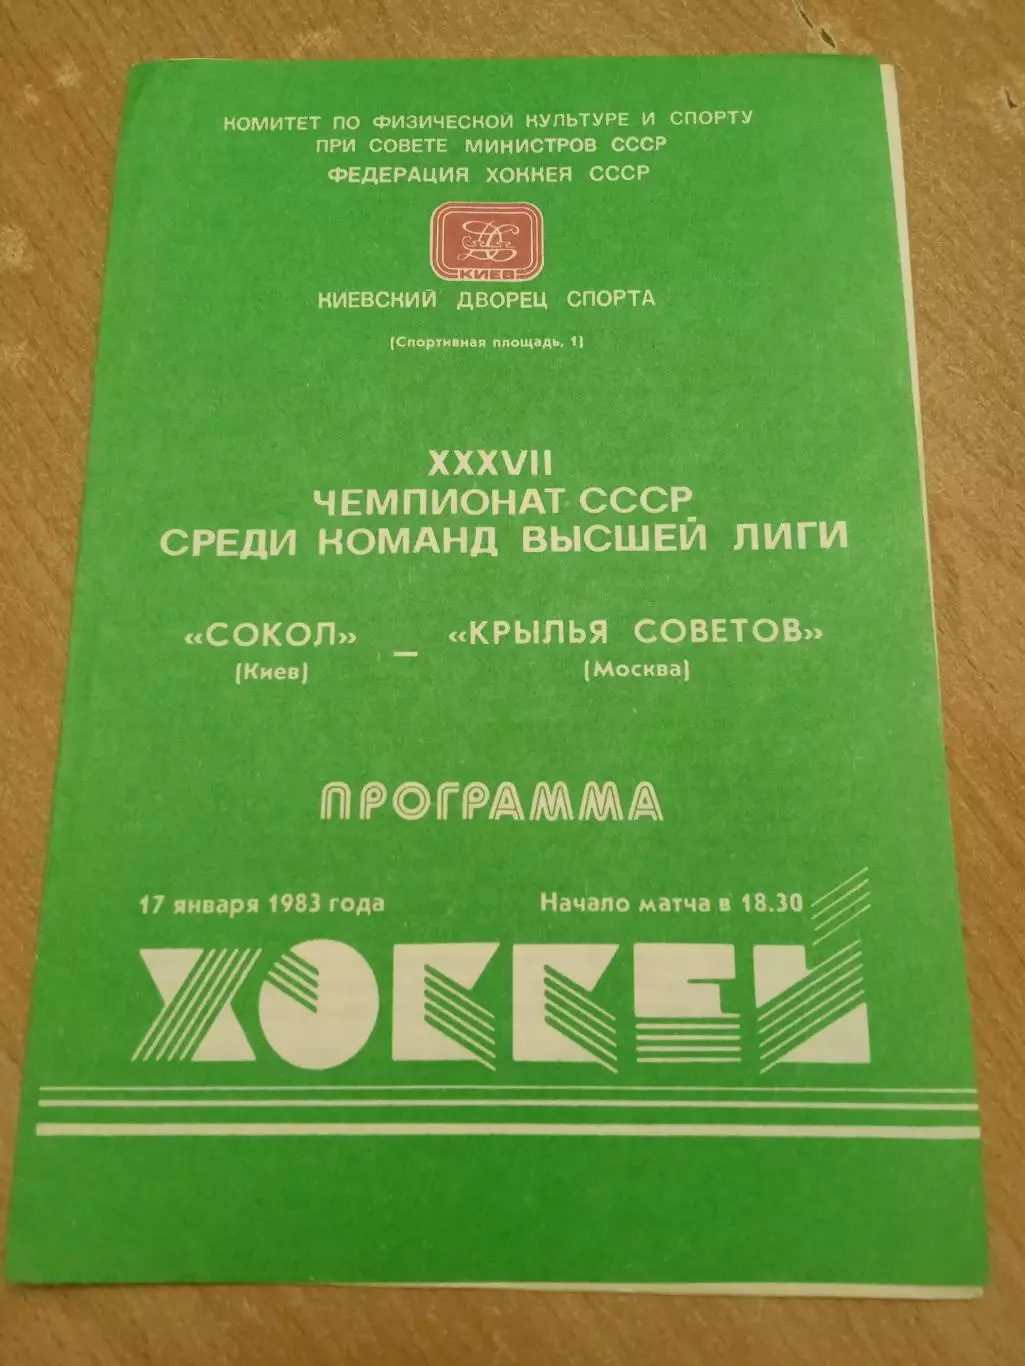 КОМИТЕТ ПО ФИЗИЧЕСКОЙ КУЛЬТУРЕ И СПОРТУ
ПРИ СОВЕТЕ МИНИСТРОВ СССР
ФЕДЕРАЦИЯ ХОККЕЯ СССР
КИЕВ
КИЕВСКИЙ ДВОРЕЦ СПОРТА
(Спортивная площадь, 1)
XXXVII
ЧЕМПИОНАТ СССР
СРЕДИ КОМАНД ВЫСШЕЙ ЛИГИ
«СОКОЛ» — «КРЫЛЬЯ СОВЕТОВ»
(Киев) (Москва)
ПРОГРАММА
17 января 1983 года Начало матча в 18.30
ХОККЕЙ